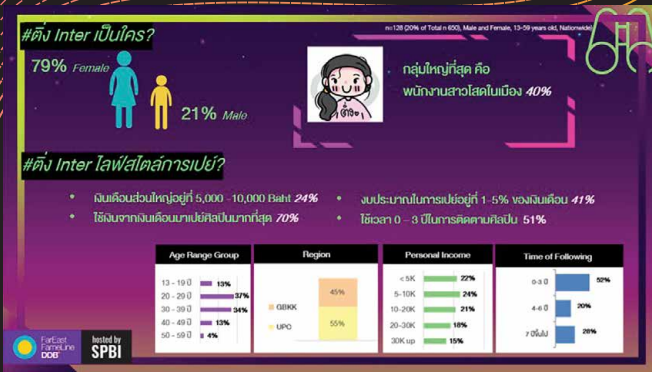 #ติ่ง Inter เป็นใคร?
n=128 (20% of Total n 650), Male and Female, 13-59 years old, Nationwide)
79% Female
21% Male
กลุ่มใหญ่ที่สุด คือ
พนักงานสาวโสดในเมือง 40%
#ติ่ง Inter ไลฟ์สไตล์การเปย์?
• เงินเดือนส่วนใหญ่อยู่ที่ 5,000 -10,000 Baht 24%
• ใช้เงินจากเงินเดือนมาเปย์ศิลปินมากที่สุด 70%
• งบประมาณในการเปย์อยู่ที่ 1-5% ของเงินเดือน 41%
• ใช้เวลา 0 – 3 ปีในการติดตามศิลปิน 51%
Age Range Group
13 - 19 ปี 13%
20 - 29 ปี 37%
30 - 39 ปี 34%
40 - 49 ปี 13%
50 - 59 ปี 4%
Region
45%
GBKK
UPC
55%
Personal Income
<5K 22%
5-10K 24%
10-20K 21%
20-30K 18%
30K up 15%
Time of Following
0-3 ปี 52%
4-6 ปี 20%
7 ปีขึ้นไป 28%
FarEast
FameLine
DDB
hosted by
SPBI